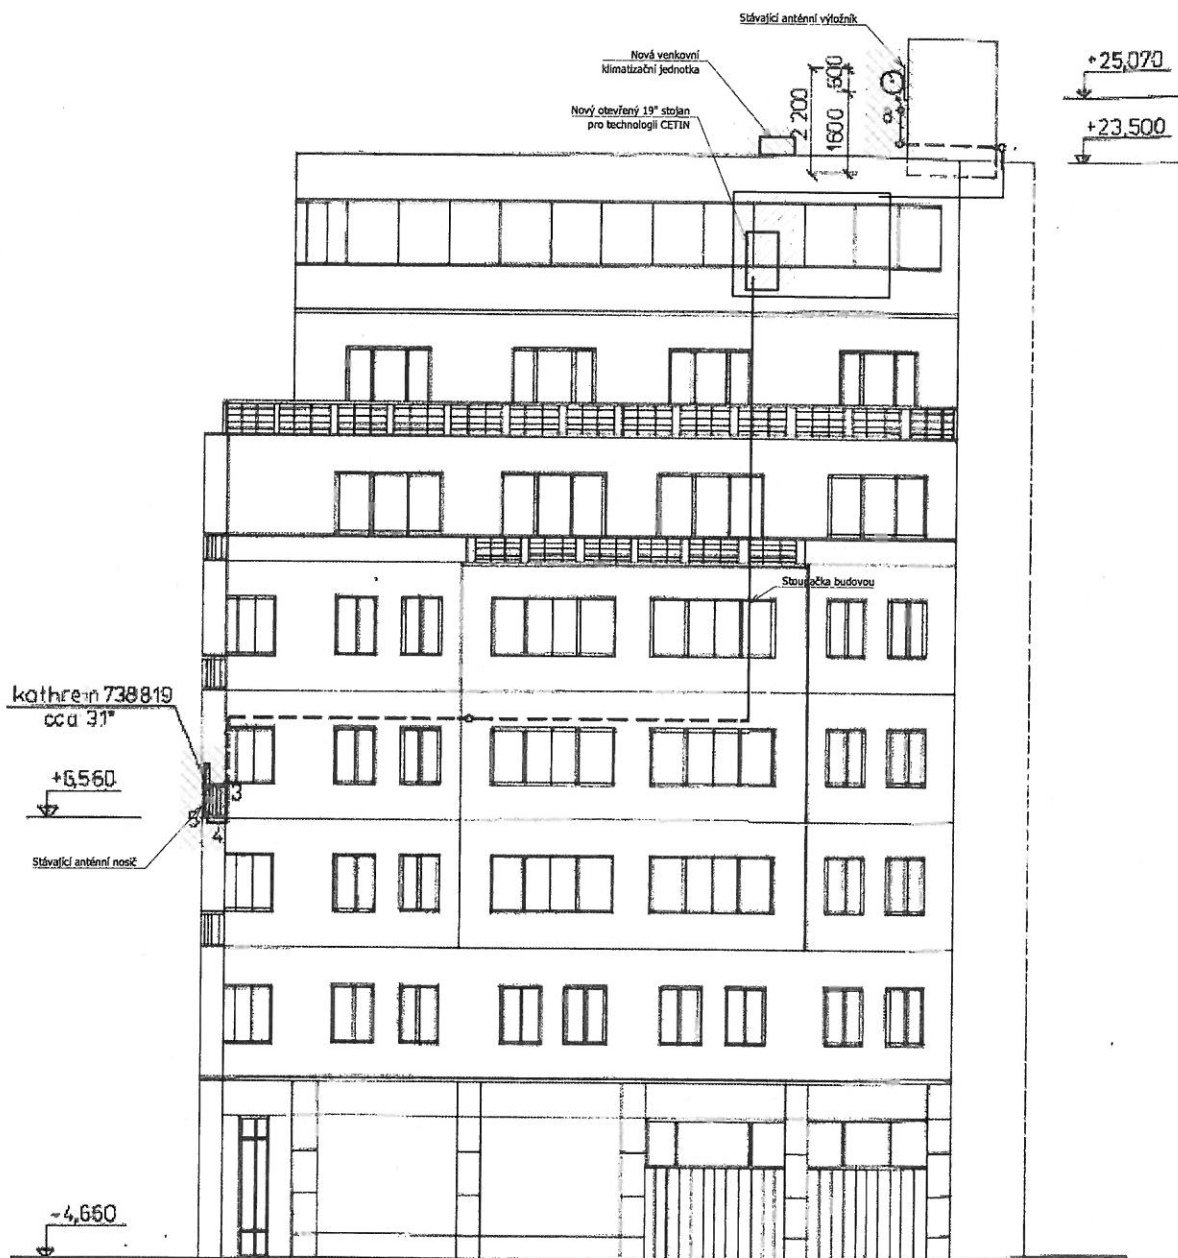 Stávající anténní výložník
Nová venkovní
klimatizační jednotka
Nový otevřený 19" stojan
pro technologii CETIN
2 200
500
1600
+25,070
+23,500
Stoupačka budovou
kathrein 738819
cca 31°
+6,560
3
5
4
Stávající anténní nosič
-4,660